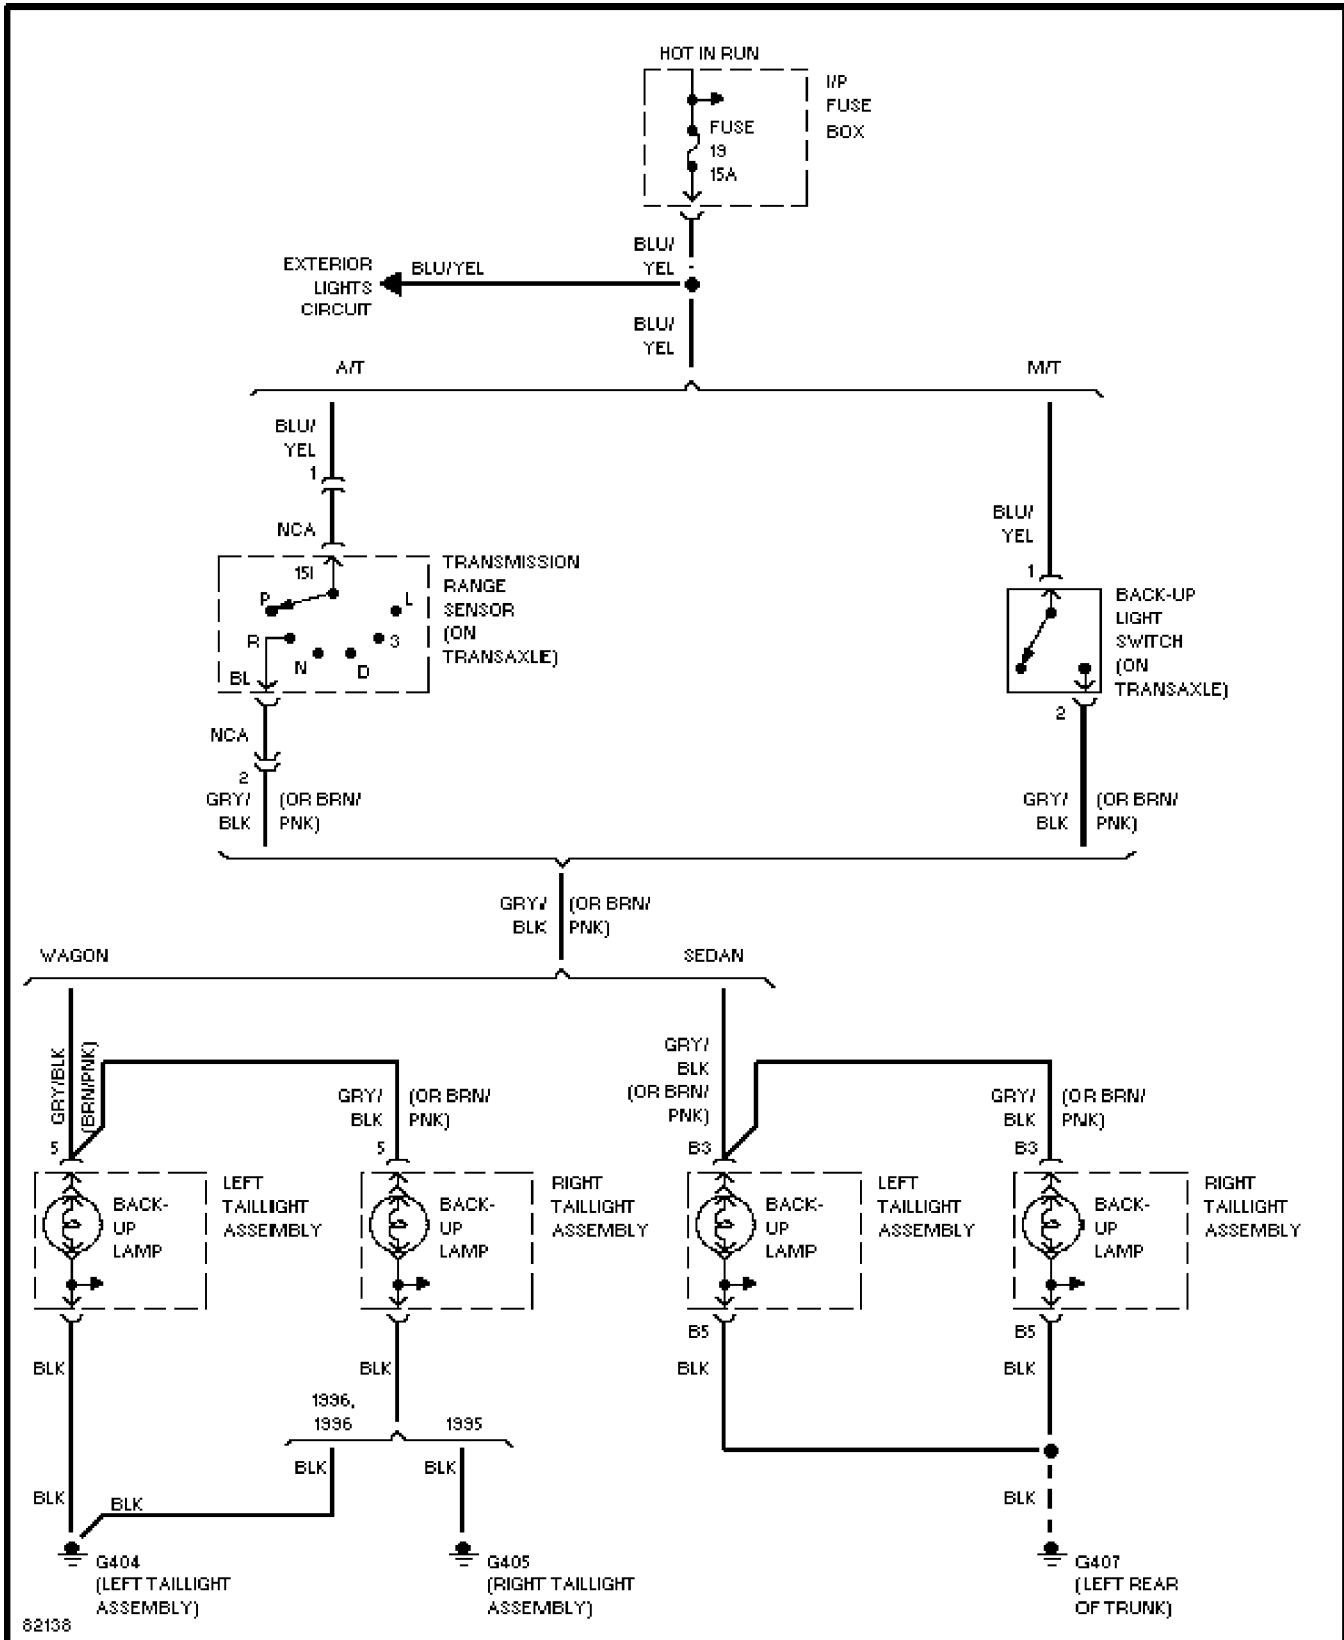 HOT IN RUN
I/P
FUSE
BOX
FUSE
19
15A
BLU/
YEL
EXTERIOR
LIGHTS
CIRCUIT
BLU/YEL
BLU/
YEL
A/T
M/T
BLU/
YEL
1
NCA
15I
P
L
R
3
N
D
BL
TRANSMISSION
RANGE
SENSOR
(ON
TRANSAXLE)
BLU/
YEL
1
BACK-UP
LIGHT
SWITCH
(ON
TRANSAXLE)
2
NCA
2
GRY/ (OR BRN/
BLK PNK)
GRY/ (OR BRN/
BLK PNK)
GRY/ (OR BRN/
BLK PNK)
WAGON
SEDAN
GRY/BLK
(BRN/PNK)
5
GRY/ (OR BRN/
BLK PNK)
5
GRY/
BLK
(OR BRN/
PNK)
B3
GRY/ (OR BRN/
BLK PNK)
B3
LEFT
TAILLIGHT
ASSEMBLY
BACK-
UP
LAMP
RIGHT
TAILLIGHT
ASSEMBLY
BACK-
UP
LAMP
LEFT
TAILLIGHT
ASSEMBLY
BACK-
UP
LAMP
RIGHT
TAILLIGHT
ASSEMBLY
BACK-
UP
LAMP
B5
B5
BLK
BLK
BLK
BLK
1996,
1996
1995
BLK
BLK
BLK
BLK
BLK
G404
(LEFT TAILLIGHT
ASSEMBLY)
G405
(RIGHT TAILLIGHT
ASSEMBLY)
G407
(LEFT REAR
OF TRUNK)
82138